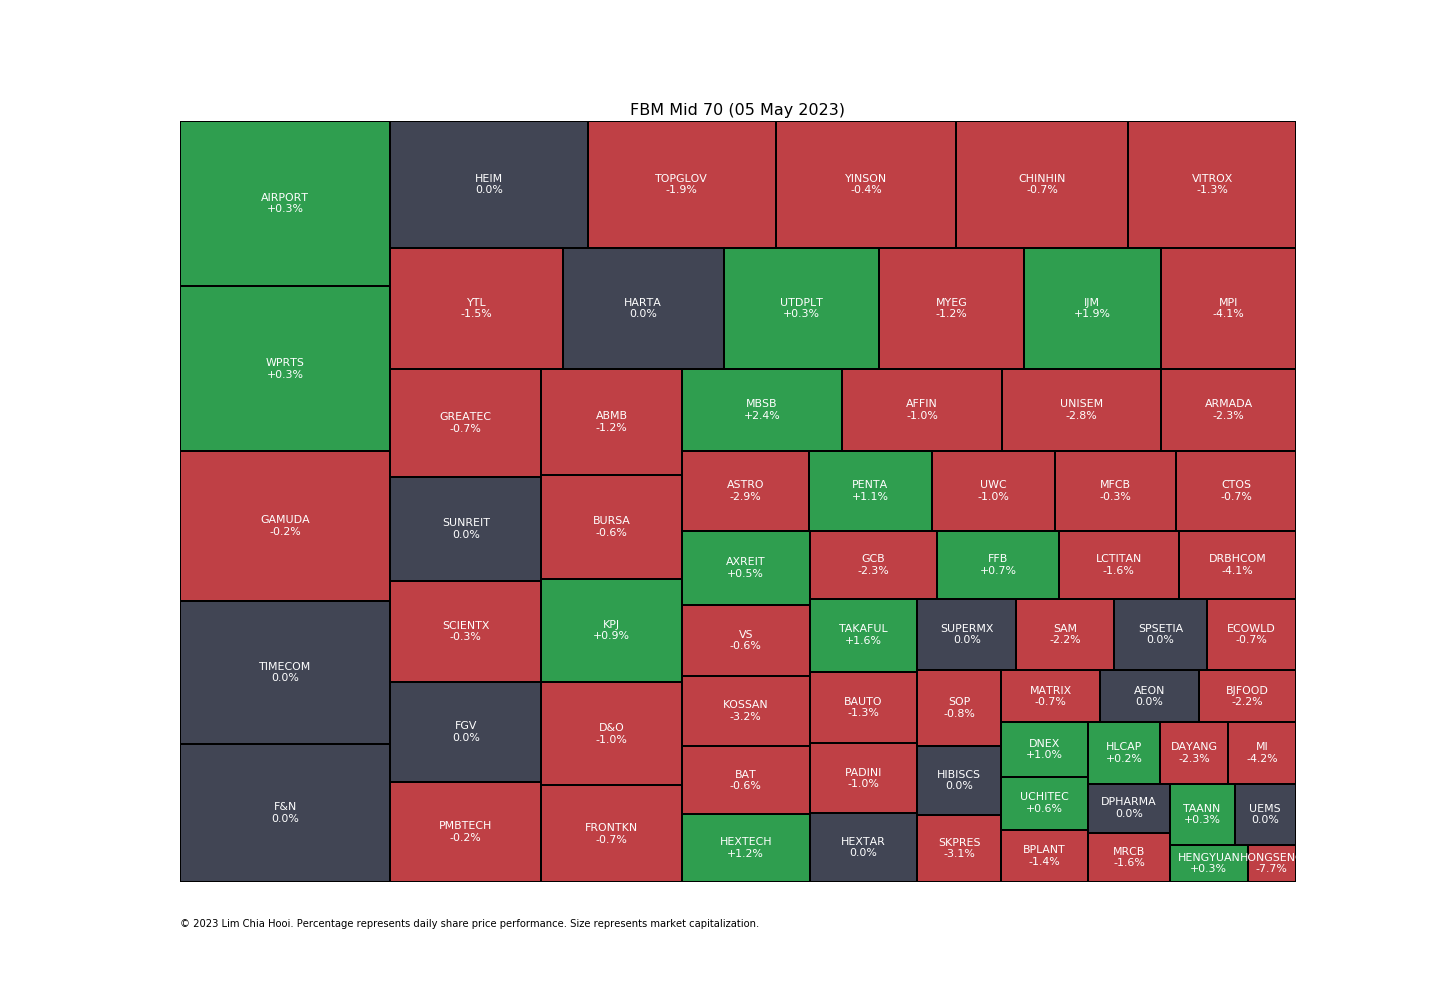 FBM Mid 70 (05 May 2023)
AIRPORT
+0.3%
WPRTS
+0.3%
GAMUDA
-0.2%
TIMECOM
0.0%
F&N
0.0%
HEIM
0.0%
TOPGLOV
-1.9%
YINSON
-0.4%
CHINHIN
-0.7%
VITROX
-1.3%
YTL
-1.5%
HARTA
0.0%
UTDPLT
+0.3%
MYEG
-1.2%
IJM
+1.9%
MPI
-4.1%
GREATEC
-0.7%
SUNREIT
0.0%
SCIENTX
-0.3%
FGV
0.0%
PMBTECH
-0.2%
ABMB
-1.2%
BURSA
-0.6%
KPJ
+0.9%
D&O
-1.0%
FRONTKN
-0.7%
MBSB
+2.4%
AFFIN
-1.0%
UNISEM
-2.8%
ARMADA
-2.3%
ASTRO
-2.9%
PENTA
+1.1%
UWC
-1.0%
MFCB
-0.3%
CTOS
-0.7%
AXREIT
+0.5%
VS
-0.6%
KOSSAN
-3.2%
BAT
-0.6%
HEXTECH
+1.2%
GCB
-2.3%
FFB
+0.7%
LCTITAN
-1.6%
DRBHCOM
-4.1%
TAKAFUL
+1.6%
BAUTO
-1.3%
PADINI
-1.0%
HEXTAR
0.0%
SUPERMX
0.0%
SAM
-2.2%
SPSETIA
0.0%
ECOWLD
-0.7%
SOP
-0.8%
HIBISCS
0.0%
SKPRES
-3.1%
MATRIX
-0.7%
AEON
0.0%
BJFOOD
-2.2%
DNEX
+1.0%
UCHITEC
+0.6%
BPLANT
-1.4%
HLCAP
+0.2%
DAYANG
-2.3%
MI
-4.2%
DPHARMA
0.0%
MRCB
-1.6%
TAANN
+0.3%
UEMS
0.0%
HENGYUAN
+0.3%
-7.7%
© 2023 Lim Chia Hooi. Percentage represents daily share price performance. Size represents market capitalization.